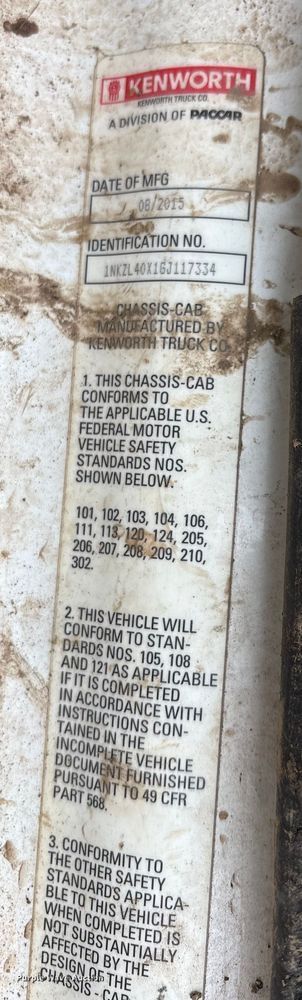 KENWORTH
KENWORTH TRUCK CO.
A DIVISION OF PACCAR
DATE OF MFG
08/2015
IDENTIFICATION NO.
1NKZL40X1GJ117334
CHASSIS-CAB
MANUFACTURED BY
KENWORTH TRUCK CO.
1. THIS CHASSIS-CAB
CONFORMS TO
THE APPLICABLE U.S.
FEDERAL MOTOR
VEHICLE SAFETY
STANDARDS NOS.
SHOWN BELOW.
101, 102, 103, 104, 106,
111, 113, 120, 124, 205,
206, 207, 208, 209, 210,
302.
2. THIS VEHICLE WILL
CONFORM TO STAN-
DARDS NOS. 105, 108
AND 121 AS APPLICABLE
IF IT IS COMPLETED
IN ACCORDANCE WITH
INSTRUCTIONS CON-
TAINED IN THE
INCOMPLETE VEHICLE
DOCUMENT FURNISHED
PURSUANT TO 49 CFR
PART 568.
3. CONFORMITY TO
THE OTHER SAFETY
STANDARDS APPLICA-
BLE TO THIS VEHICLE
WHEN COMPLETED IS
NOT SUBSTANTIALLY
AFFECTED BY THE
DESIGN OF THE
CHASSIS - CAB